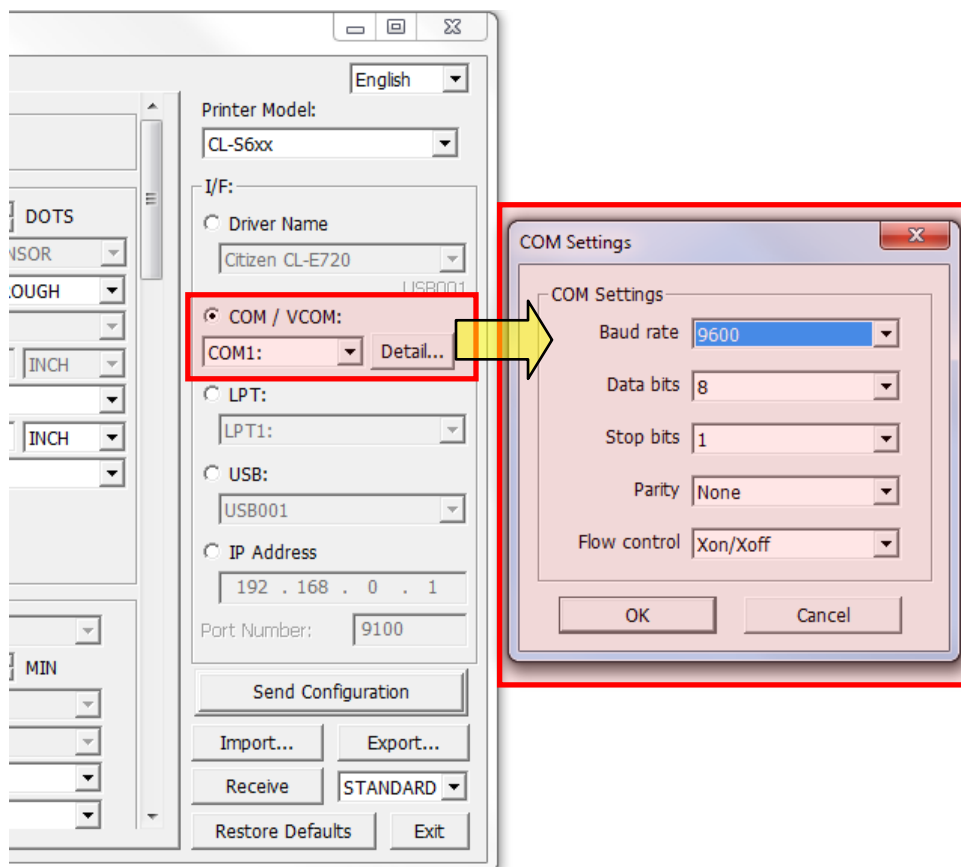 English
Printer Model:
CL-S6xx
I/F:
Driver Name
Citizen CL-E720
USB001
COM / VCOM:
COM1:
Detail...
LPT:
LPT1:
USB:
USB001
IP Address
192 . 168 . 0 . 1
Port Number: 9100
Send Configuration
Import... Export...
Receive STANDARD
Restore Defaults Exit
DOTS
INCH
INCH
MIN
COM Settings
COM Settings
Baud rate 9600
Data bits 8
Stop bits 1
Parity None
Flow control Xon/Xoff
OK Cancel